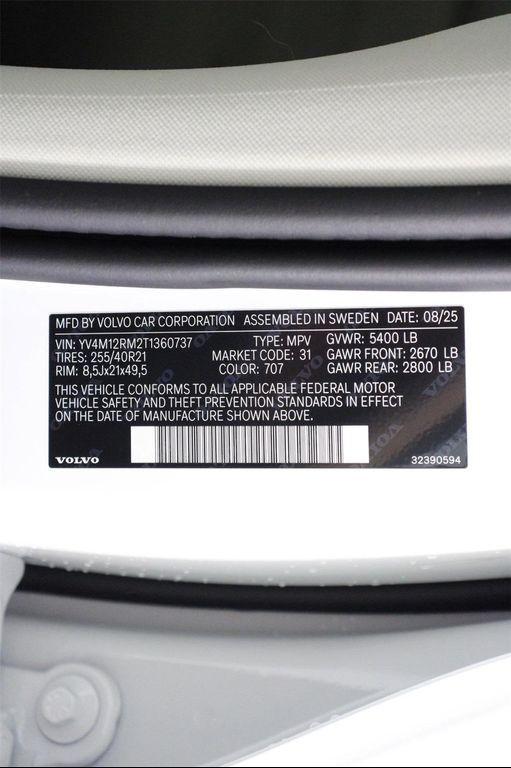 MFD BY VOLVO CAR CORPORATION ASSEMBLED IN SWEDEN DATE: 08/25
VIN: YV4M12RM2T1360737 TYPE: MPV GVWR: 5400 LB
TIRES: 255/40R21 MARKET CODE: 31 GAWR FRONT: 2670 LB
RIM: 8,5Jx21x49,5 COLOR: 707 GAWR REAR: 2800 LB
THIS VEHICLE CONFORMS TO ALL APPLICABLE FEDERAL MOTOR
VEHICLE SAFETY AND THEFT PREVENTION STANDARDS IN EFFECT
ON DATE OF MANUFACTURE SHOWN ABOVE.
VOLVO 32390594